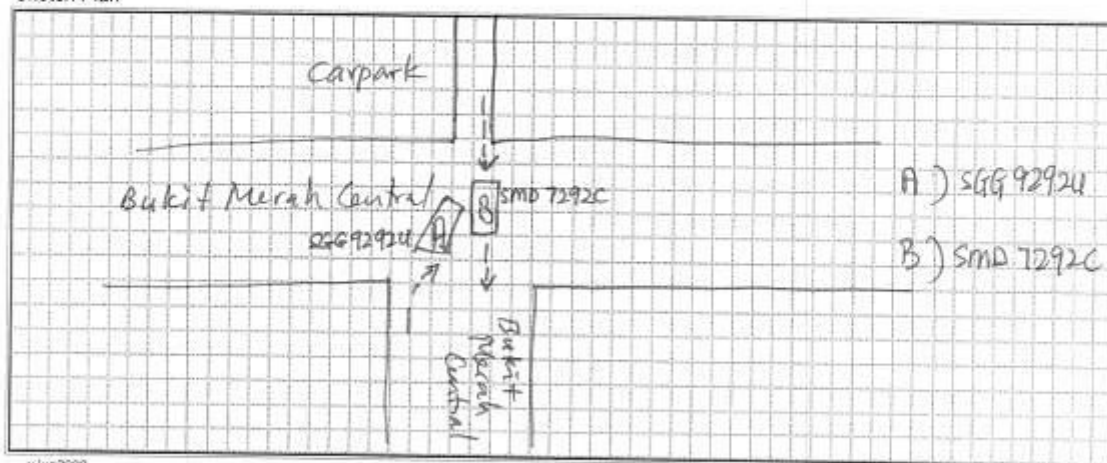 Carpark
Bukit Merah Central
SMD 7292C
B
SGG9292U
A
A ) SGG 9292U
B ) SMD 7292C
Bukit
Merah
Central